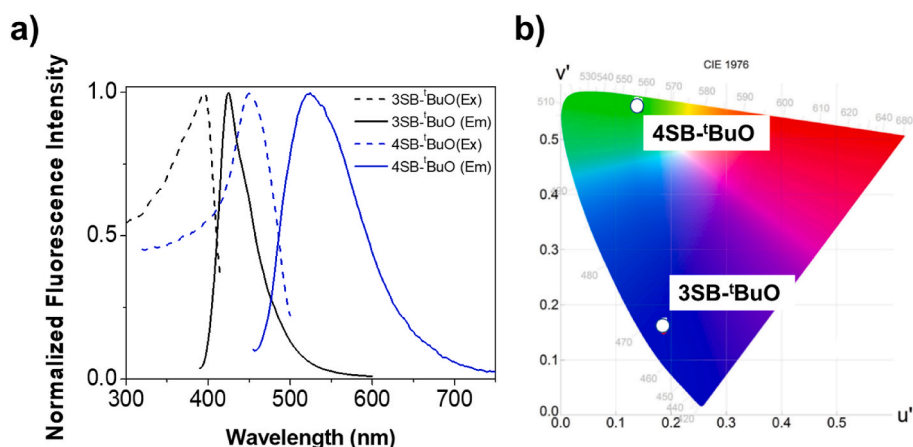 a)
Normalized Fluorescence Intensity
1.0
0.5
0.0
300 400 500 600 700
Wavelength (nm)
3SB-ᵗBuO(Ex)
3SB-ᵗBuO (Em)
4SB-ᵗBuO(Ex)
4SB-ᵗBuO (Em)
b)
CIE 1976
v'
510 530 540 550 560 570 580 590 600 610 620 640 680
0.5
4SB-ᵗBuO
0.4
0.3
480
3SB-ᵗBuO
0.2
470
0.1
460
450
440
0.0
0.0 0.1 0.2 0.3 0.4 0.5
u'